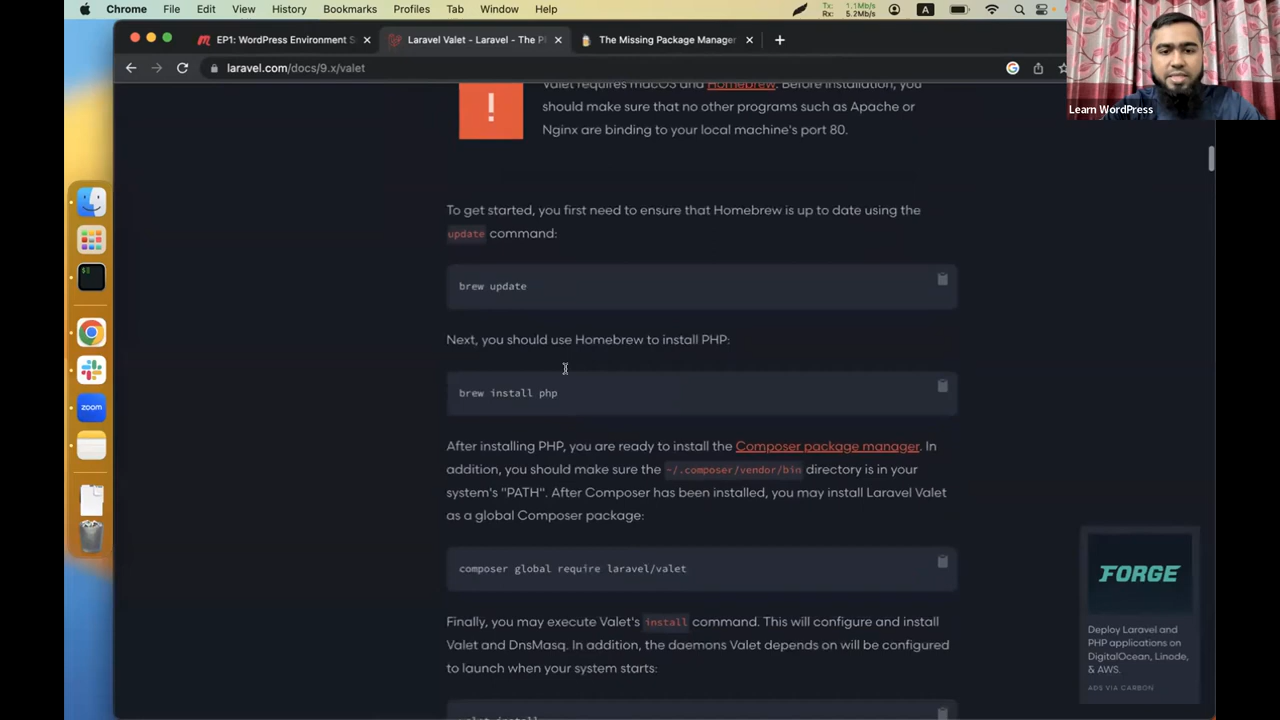 Chrome File Edit View History Bookmarks Profiles Tab Window Help
Tx: 1.1Mb/s
Rx: 5.2Mb/s
A
EP1: WordPress Environment S
Laravel Valet - Laravel - The P
The Missing Package Manager
laravel.com/docs/9.x/valet
Learn WordPress
Valet requires macOS and Homebrew. Before installation, you
should make sure that no other programs such as Apache or
Nginx are binding to your local machine's port 80.
!
To get started, you first need to ensure that Homebrew is up to date using the
update command:
brew update
Next, you should use Homebrew to install PHP:
brew install php
After installing PHP, you are ready to install the Composer package manager. In
addition, you should make sure the ~/.composer/vendor/bin directory is in your
system's "PATH". After Composer has been installed, you may install Laravel Valet
as a global Composer package:
composer global require laravel/valet
Finally, you may execute Valet's install command. This will configure and install
Valet and DnsMasq. In addition, the daemons Valet depends on will be configured
to launch when your system starts:
valet install
zoom
FORGE
Deploy Laravel and
PHP applications on
DigitalOcean, Linode,
& AWS.
ADS VIA CARBON